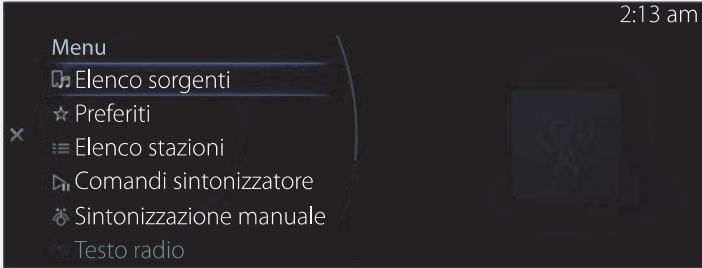 2:13 am
Menu
Elenco sorgenti
Preferiti
Elenco stazioni
Comandi sintonizzatore
Sintonizzazione manuale
Testo radio